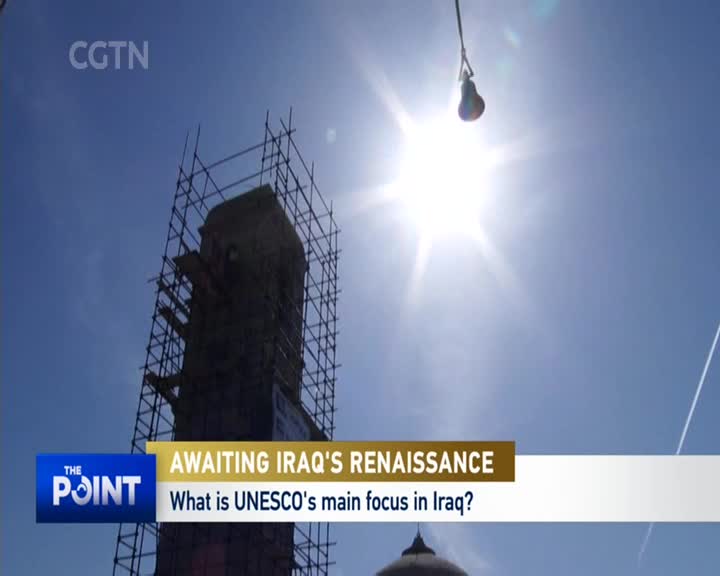 CGTN
AWAITING IRAQ'S RENAISSANCE
THE
POINT
What is UNESCO's main focus in Iraq?